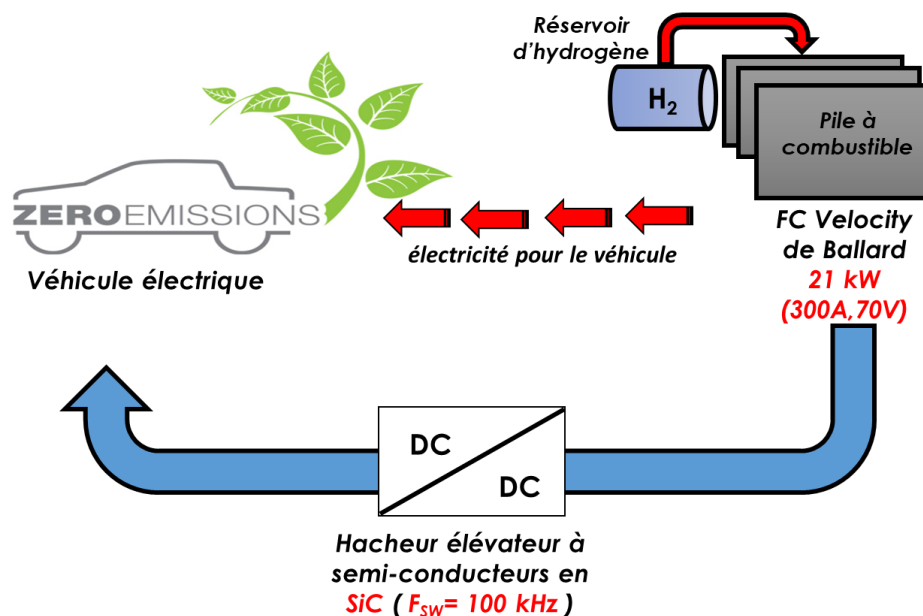 Réservoir
d'hydrogène
H2
Pile à
combustible
ZEROEMISSIONS
électricité pour le véhicule
Véhicule électrique
FC Velocity
de Ballard
21 kW
(300A,70V)
DC
DC
Hacheur élévateur à
semi-conducteurs en
SiC ( FSW= 100 kHz )